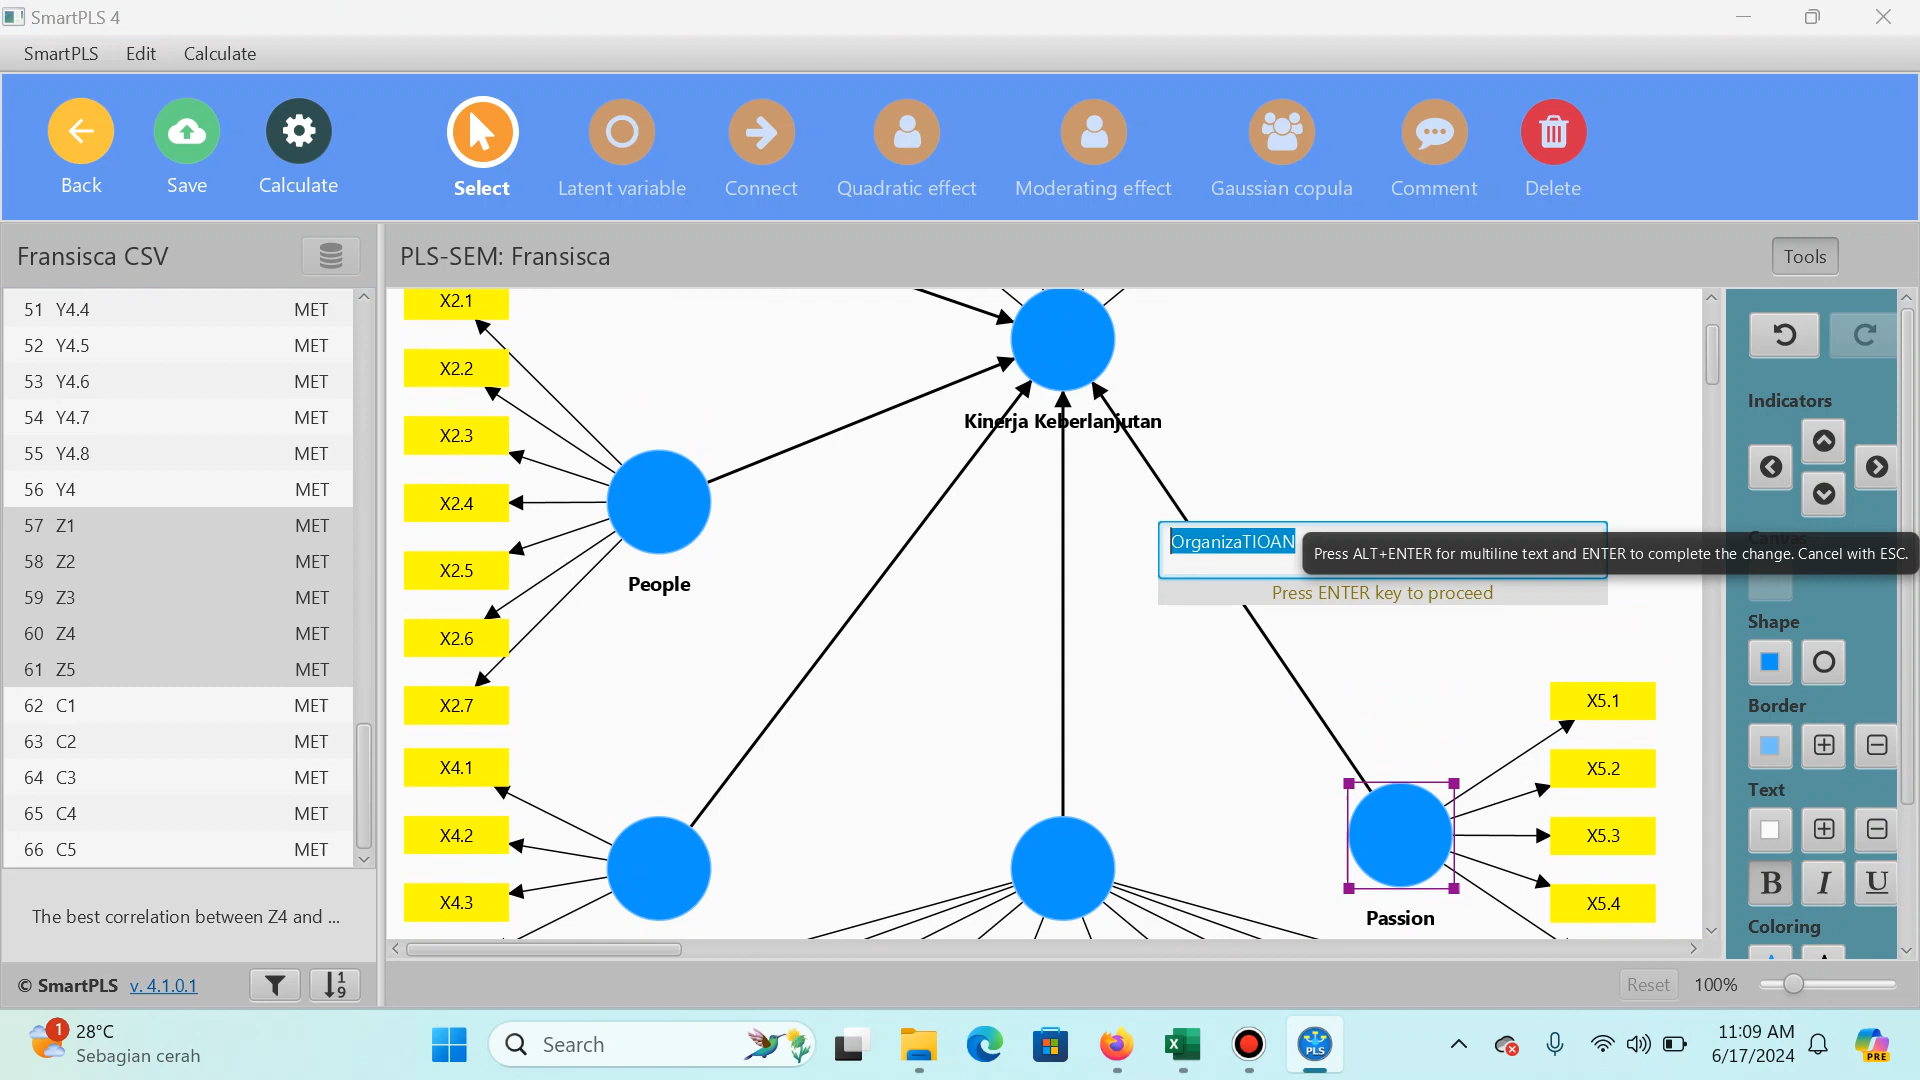 SmartPLS 4
SmartPLS Edit Calculate
Back Save Calculate Select Latent variable Connect Quadratic effect Moderating effect Gaussian copula Comment Delete
Fransisca CSV
PLS-SEM: Fransisca
Tools
51 Y4.4 MET
52 Y4.5 MET
53 Y4.6 MET
54 Y4.7 MET
55 Y4.8 MET
56 Y4 MET
57 Z1 MET
58 Z2 MET
59 Z3 MET
60 Z4 MET
61 Z5 MET
62 C1 MET
63 C2 MET
64 C3 MET
65 C4 MET
66 C5 MET
The best correlation between Z4 and ...
© SmartPLS v. 4.1.0.1
1
9
X2.1
X2.2
X2.3
X2.4
X2.5
X2.6
X2.7
People
Kinerja Keberlanjutan
OrganizaTIOAN
Press ALT+ENTER for multiline text and ENTER to complete the change. Cancel with ESC.
Press ENTER key to proceed
X4.1
X4.2
X4.3
X5.1
X5.2
X5.3
X5.4
Passion
Indicators
Canvas
Shape
Border
Text
B I U
Coloring
Reset 100%
1
28°C
Sebagian cerah
Search
PLS
11:09 AM
6/17/2024
PRE